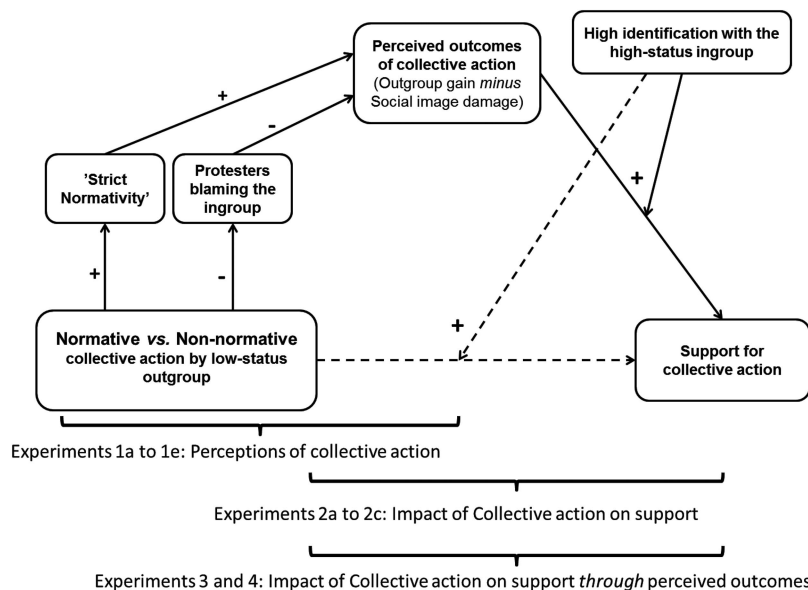 Perceived outcomes
of collective action
(Outgroup gain minus
Social image damage)
High identification with the
high-status ingroup
+
-
+
'Strict
Normativity'
Protesters
blaming the
ingroup
+
-
+
Normative vs. Non-normative
collective action by low-status
outgroup
Support for
collective action
Experiments 1a to 1e: Perceptions of collective action
Experiments 2a to 2c: Impact of Collective action on support
Experiments 3 and 4: Impact of Collective action on support through perceived outcomes